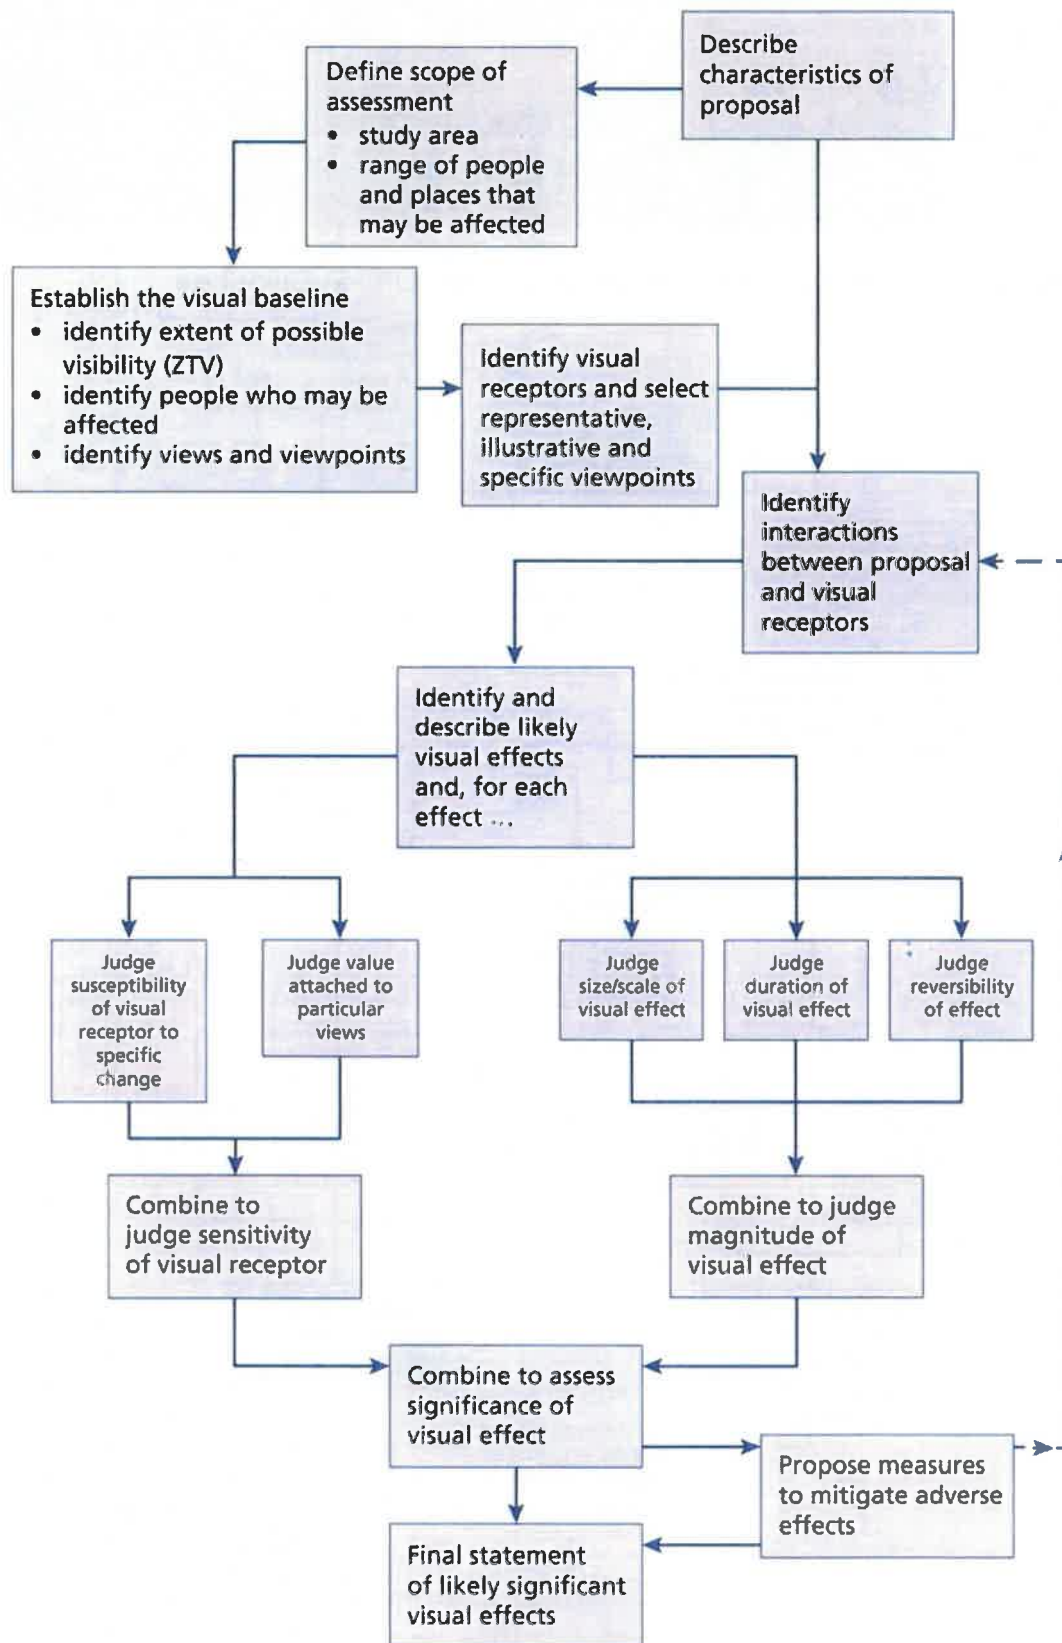 Describe
characteristics of
proposal
Define scope of
assessment
• study area
• range of people
and places that
may be affected
Establish the visual baseline
• identify extent of possible
visibility (ZTV)
• identify people who may be
affected
• identify views and viewpoints
Identify visual
receptors and select
representative,
illustrative and
specific viewpoints
Identify
interactions
between proposal
and visual
receptors
Identify and
describe likely
visual effects
and, for each
effect ...
Judge
susceptibility
of visual
receptor to
specific
change
Judge value
attached to
particular
views
Judge
size/scale of
visual effect
Judge
duration of
visual effect
Judge
reversibility
of effect
Combine to
judge sensitivity
of visual receptor
Combine to judge
magnitude of
visual effect
Combine to assess
significance of
visual effect
Propose measures
to mitigate adverse
effects
Final statement
of likely significant
visual effects